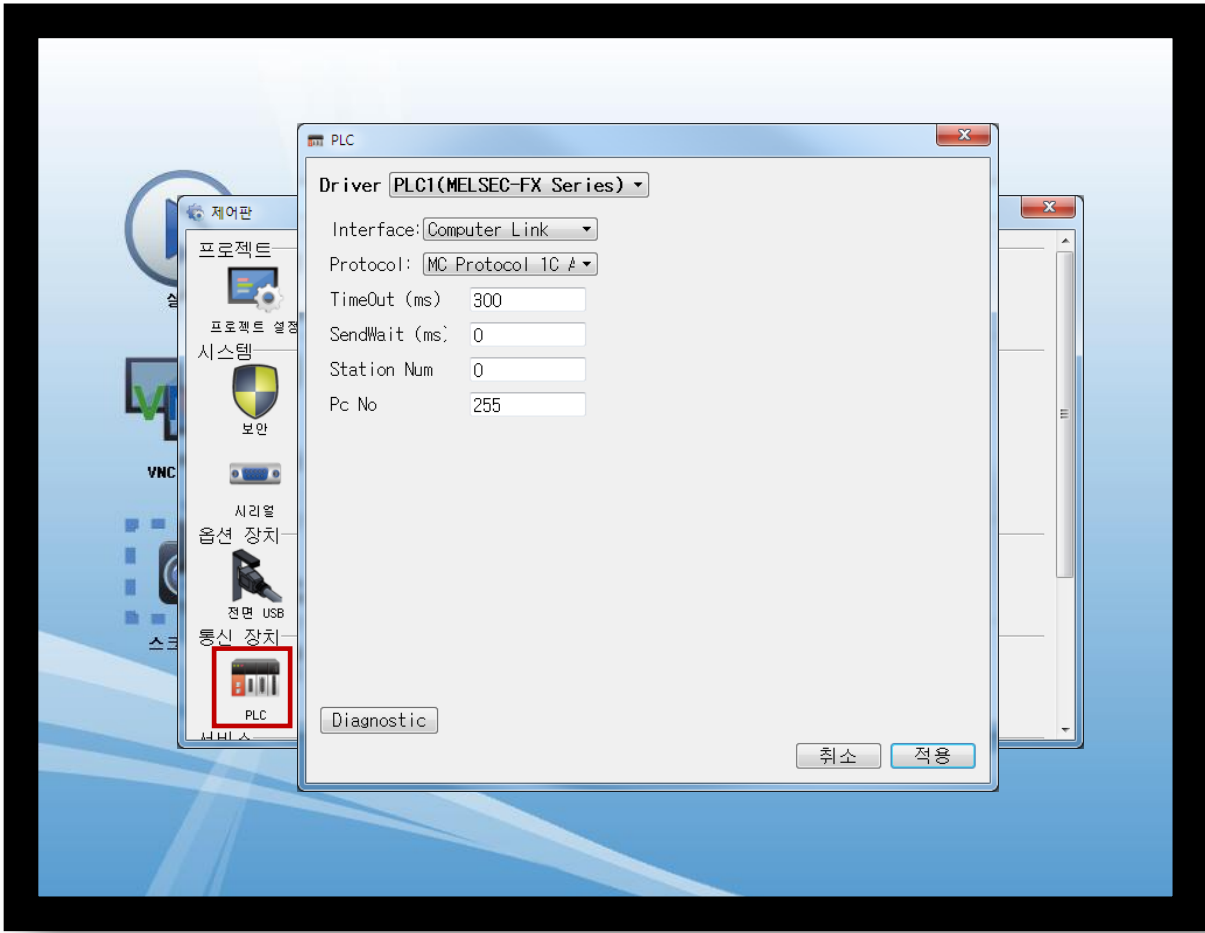 PLC
Driver PLC1(MELSEC-FX Series)
Interface: Computer Link
Protocol: MC Protocol 1C
TimeOut (ms) 300
SendWait (ms) 0
Station Num 0
Pc No 255
Diagnostic
취소 적용
제어판
프로젝트
프로젝트 설정
시스템
보안
시리얼
옵션 장치
전면 USB
통신 장치
PLC
서비스
VNC